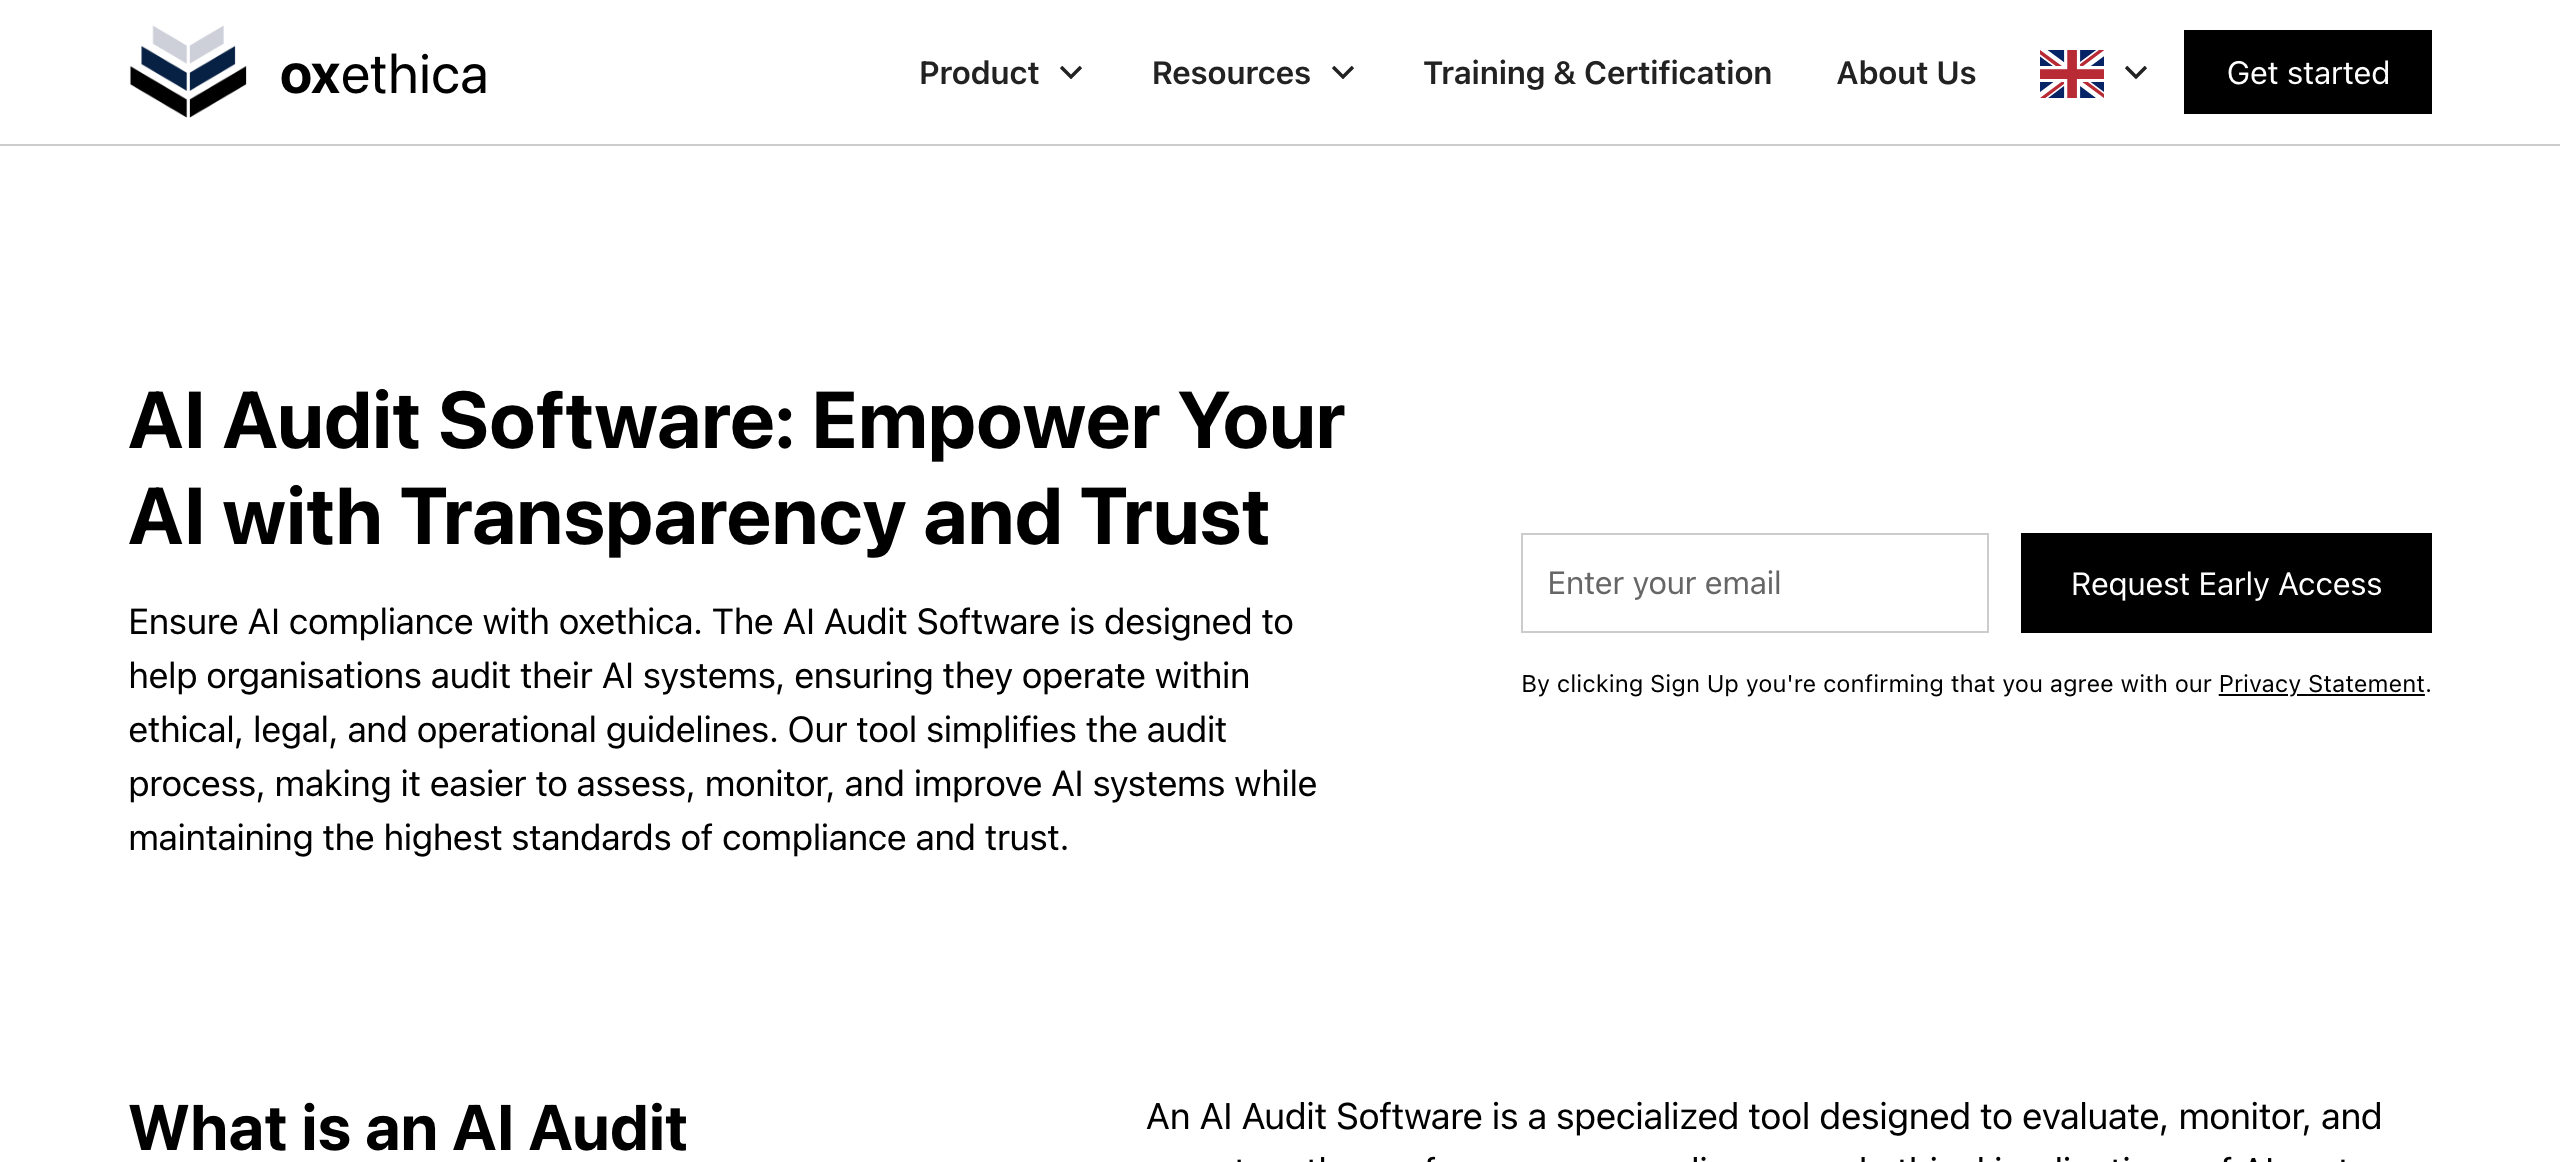 oxethica
Product
Resources
Training & Certification
About Us
Get started
AI Audit Software: Empower Your
AI with Transparency and Trust
Ensure AI compliance with oxethica. The AI Audit Software is designed to
help organisations audit their AI systems, ensuring they operate within
ethical, legal, and operational guidelines. Our tool simplifies the audit
process, making it easier to assess, monitor, and improve AI systems while
maintaining the highest standards of compliance and trust.
Enter your email
Request Early Access
By clicking Sign Up you're confirming that you agree with our Privacy Statement.
What is an AI Audit
An AI Audit Software is a specialized tool designed to evaluate, monitor, and